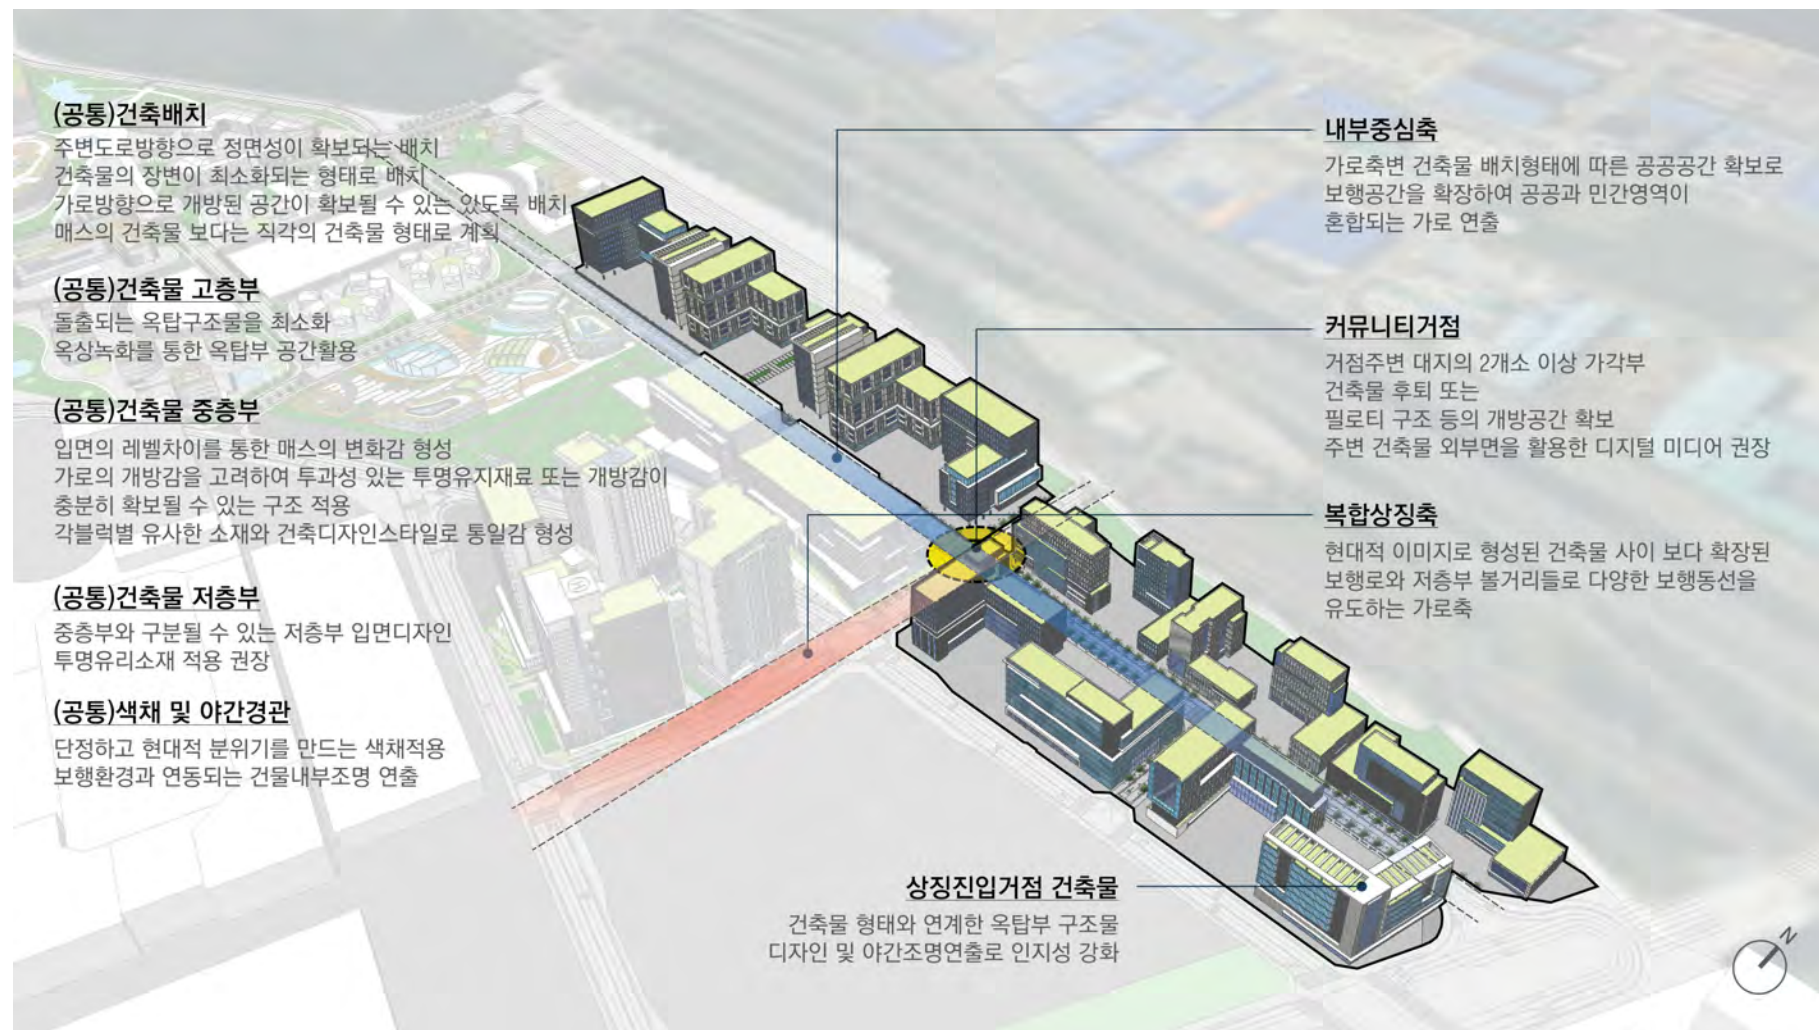 (공통)건축배치
주변도로방향으로 정면성이 확보되는 배치
건축물의 장변이 최소화되는 형태로 배치
가로방향으로 개방된 공간이 확보될 수 있는 있도록 배치
매스의 건축물 보다는 직각의 건축물 형태로 계획
(공통)건축물 고층부
돌출되는 옥탑구조물을 최소화
옥상녹화를 통한 옥탑부 공간활용
(공통)건축물 중층부
입면의 레벨차이를 통한 매스의 변화감 형성
가로의 개방감을 고려하여 투과성 있는 투명유지재료 또는 개방감이
충분히 확보될 수 있는 구조 적용
각블럭별 유사한 소재와 건축디자인스타일로 통일감 형성
(공통)건축물 저층부
중층부와 구분될 수 있는 저층부 입면디자인
투명유리소재 적용 권장
(공통)색채 및 야간경관
단정하고 현대적 분위기를 만드는 색채적용
보행환경과 연동되는 건물내부조명 연출
내부중심축
가로축변 건축물 배치형태에 따른 공공공간 확보로
보행공간을 확장하여 공공과 민간영역이
혼합되는 가로 연출
커뮤니티거점
거점주변 대지의 2개소 이상 가각부
건축물 후퇴 또는
필로티 구조 등의 개방공간 확보
주변 건축물 외부면을 활용한 디지털 미디어 권장
복합상징축
현대적 이미지로 형성된 건축물 사이 보다 확장된
보행로와 저층부 볼거리들로 다양한 보행동선을
유도하는 가로축
상징진입거점 건축물
건축물 형태와 연계한 옥탑부 구조물
디자인 및 야간조명연출로 인지성 강화
N